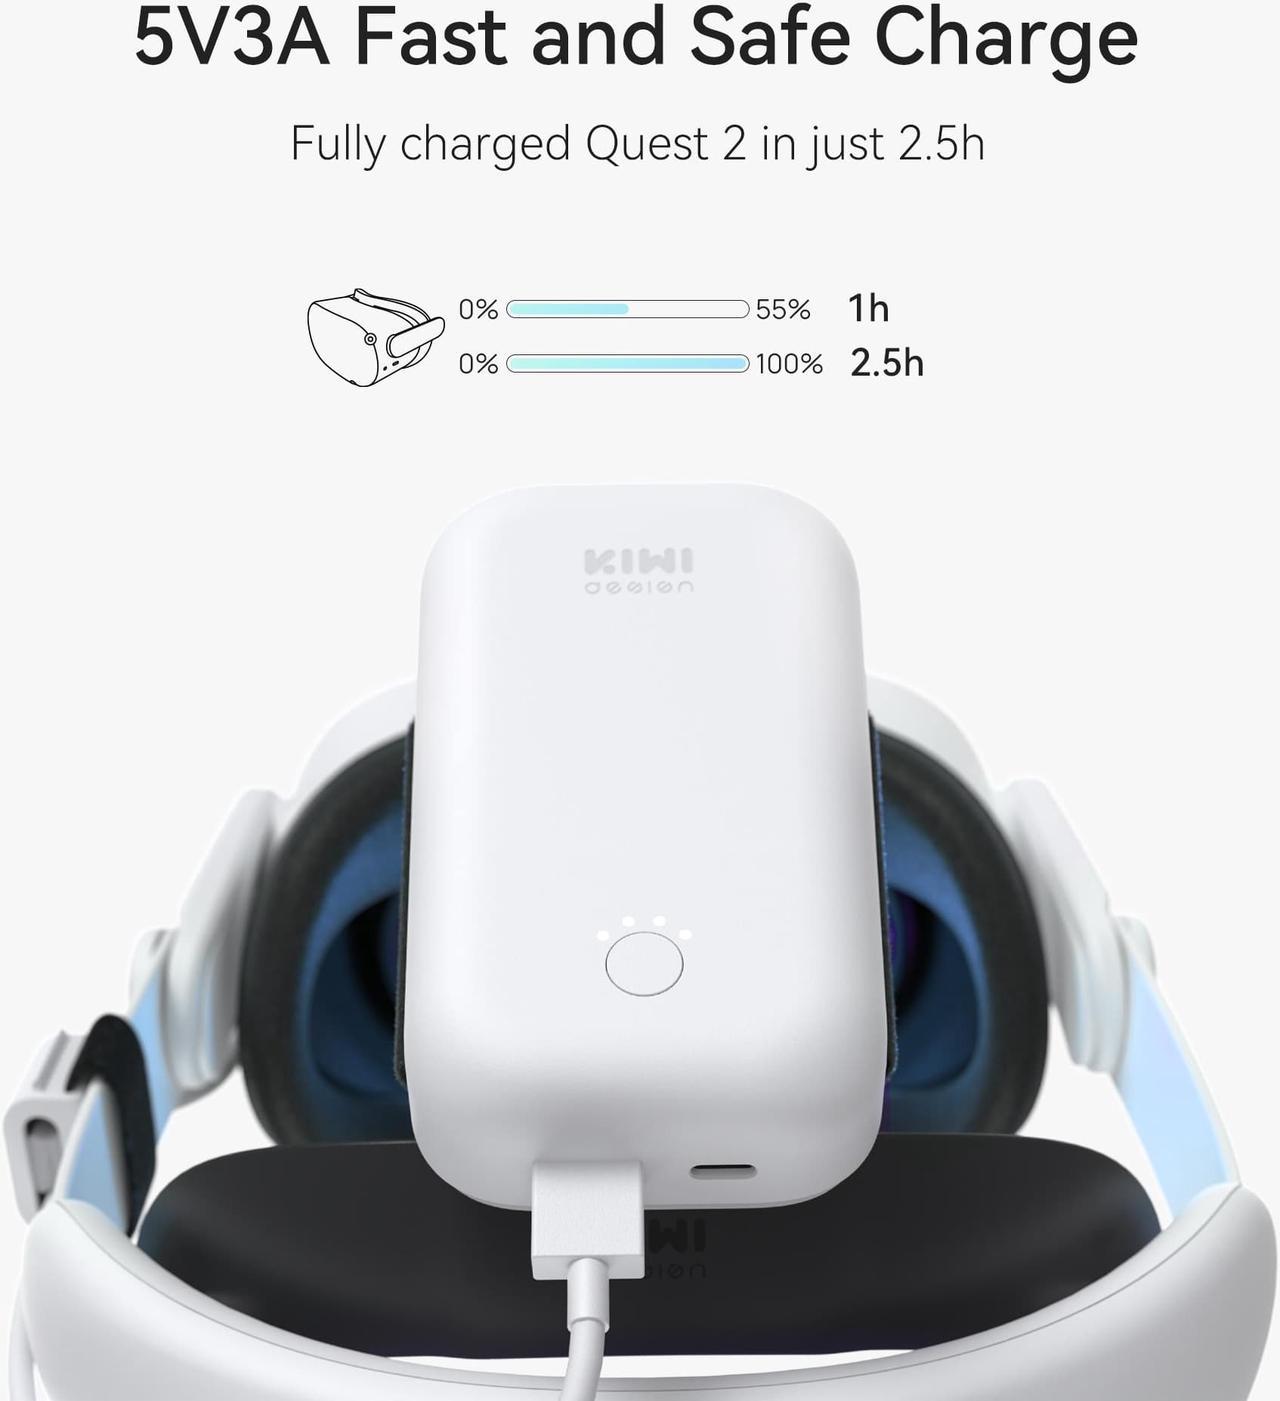 5V3A Fast and Safe Charge
Fully charged Quest 2 in just 2.5h
0% 55% 1h
0% 100% 2.5h
KIWI
design